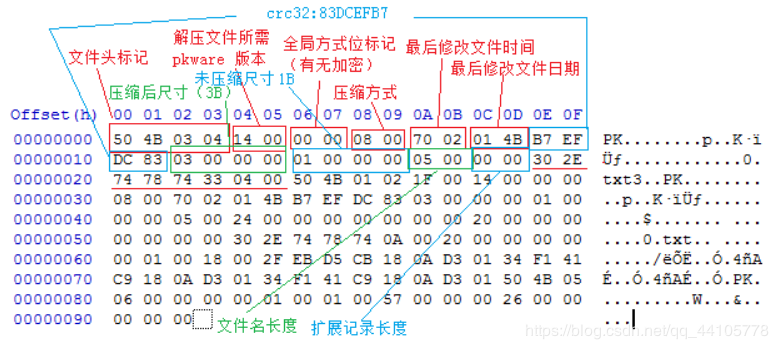 crc32:83DCEFB7
文件头标记
解压文件所需
pkware 版本
全局方式位标记
（有无加密）
最后修改文件时间
最后修改文件日期
压缩后尺寸（3B）
未压缩尺寸1B
压缩方式
Offset(h) 00 01 02 03 04 05 06 07 08 09 0A 0B 0C 0D 0E 0F
00000000 50 4B 03 04 14 00 00 00 08 00 70 02 01 4B B7 EF PK........p..K·ï
00000010 DC 83 03 00 00 00 01 00 00 00 05 00 00 00 30 2E Üƒ............0.
00000020 74 78 74 33 04 00 50 4B 01 02 1F 00 14 00 00 00 txt3..PK........
00000030 08 00 70 02 01 4B B7 EF DC 83 03 00 00 00 01 00 ..p..K·ïÜƒ......
00000040 00 00 05 00 24 00 00 00 00 00 00 00 20 00 00 00 ....$....... ...
00000050 00 00 00 00 30 2E 74 78 74 0A 00 20 00 00 00 00 ....0.txt.. ....
00000060 00 01 00 18 00 2F EB D5 CB 18 0A D3 01 34 F1 41 ...../ëÕË..Ó.4ñA
00000070 C9 18 0A D3 01 34 F1 41 C9 18 0A D3 01 50 4B 05 É..Ó.4ñAÉ..Ó.PK.
00000080 06 00 00 00 00 01 00 01 00 57 00 00 00 26 00 00 .........W...&..
00000090 00 00 00 ...
文件名长度
扩展记录长度
https://blog.csdn.net/qq_44105778